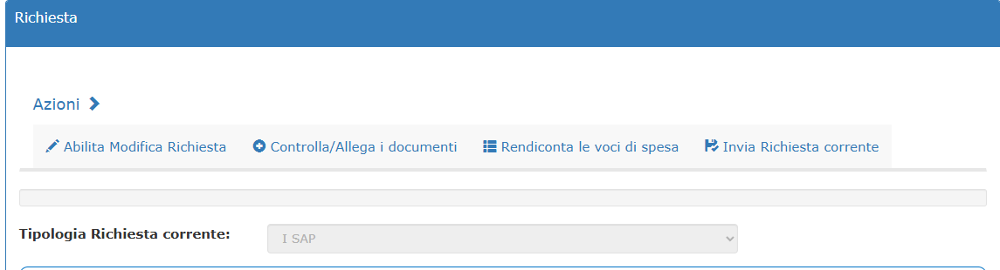 Richiesta
Azioni
Abilita Modifica Richiesta Controlla/Allega i documenti Rendiconta le voci di spesa Invia Richiesta corrente
Tipologia Richiesta corrente: I SAP